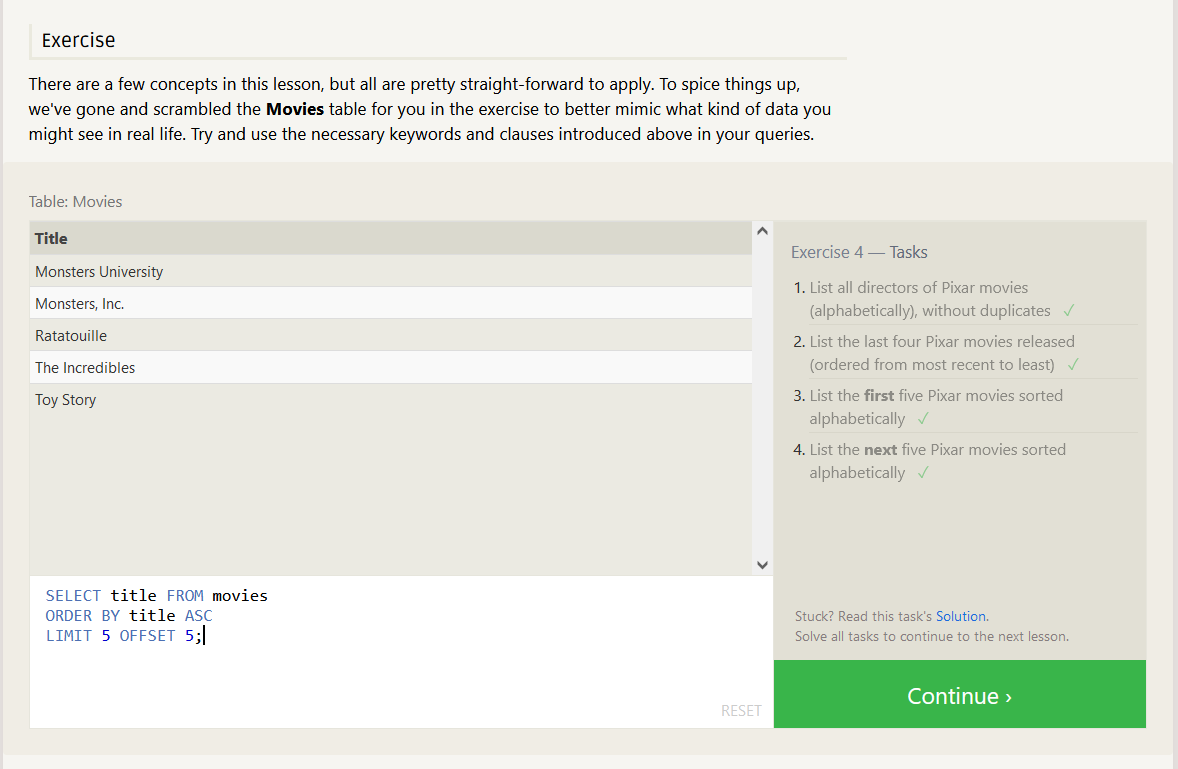 Exercise
There are a few concepts in this lesson, but all are pretty straight-forward to apply. To spice things up,
we've gone and scrambled the Movies table for you in the exercise to better mimic what kind of data you
might see in real life. Try and use the necessary keywords and clauses introduced above in your queries.
Table: Movies
Title
Monsters University
Monsters, Inc.
Ratatouille
The Incredibles
Toy Story
SELECT title FROM movies
ORDER BY title ASC
LIMIT 5 OFFSET 5;
RESET
Exercise 4 — Tasks
1. List all directors of Pixar movies
(alphabetically), without duplicates ✓
2. List the last four Pixar movies released
(ordered from most recent to least) ✓
3. List the first five Pixar movies sorted
alphabetically ✓
4. List the next five Pixar movies sorted
alphabetically ✓
Stuck? Read this task's Solution.
Solve all tasks to continue to the next lesson.
Continue ›